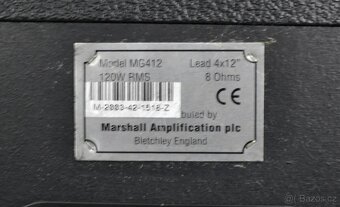 Model MG412 Lead 4x12"
120W RMS 8 Ohms
M-2003-42-1518-Z
CE
buted by
Marshall Amplification plc
Bletchley England
Bazos.cz